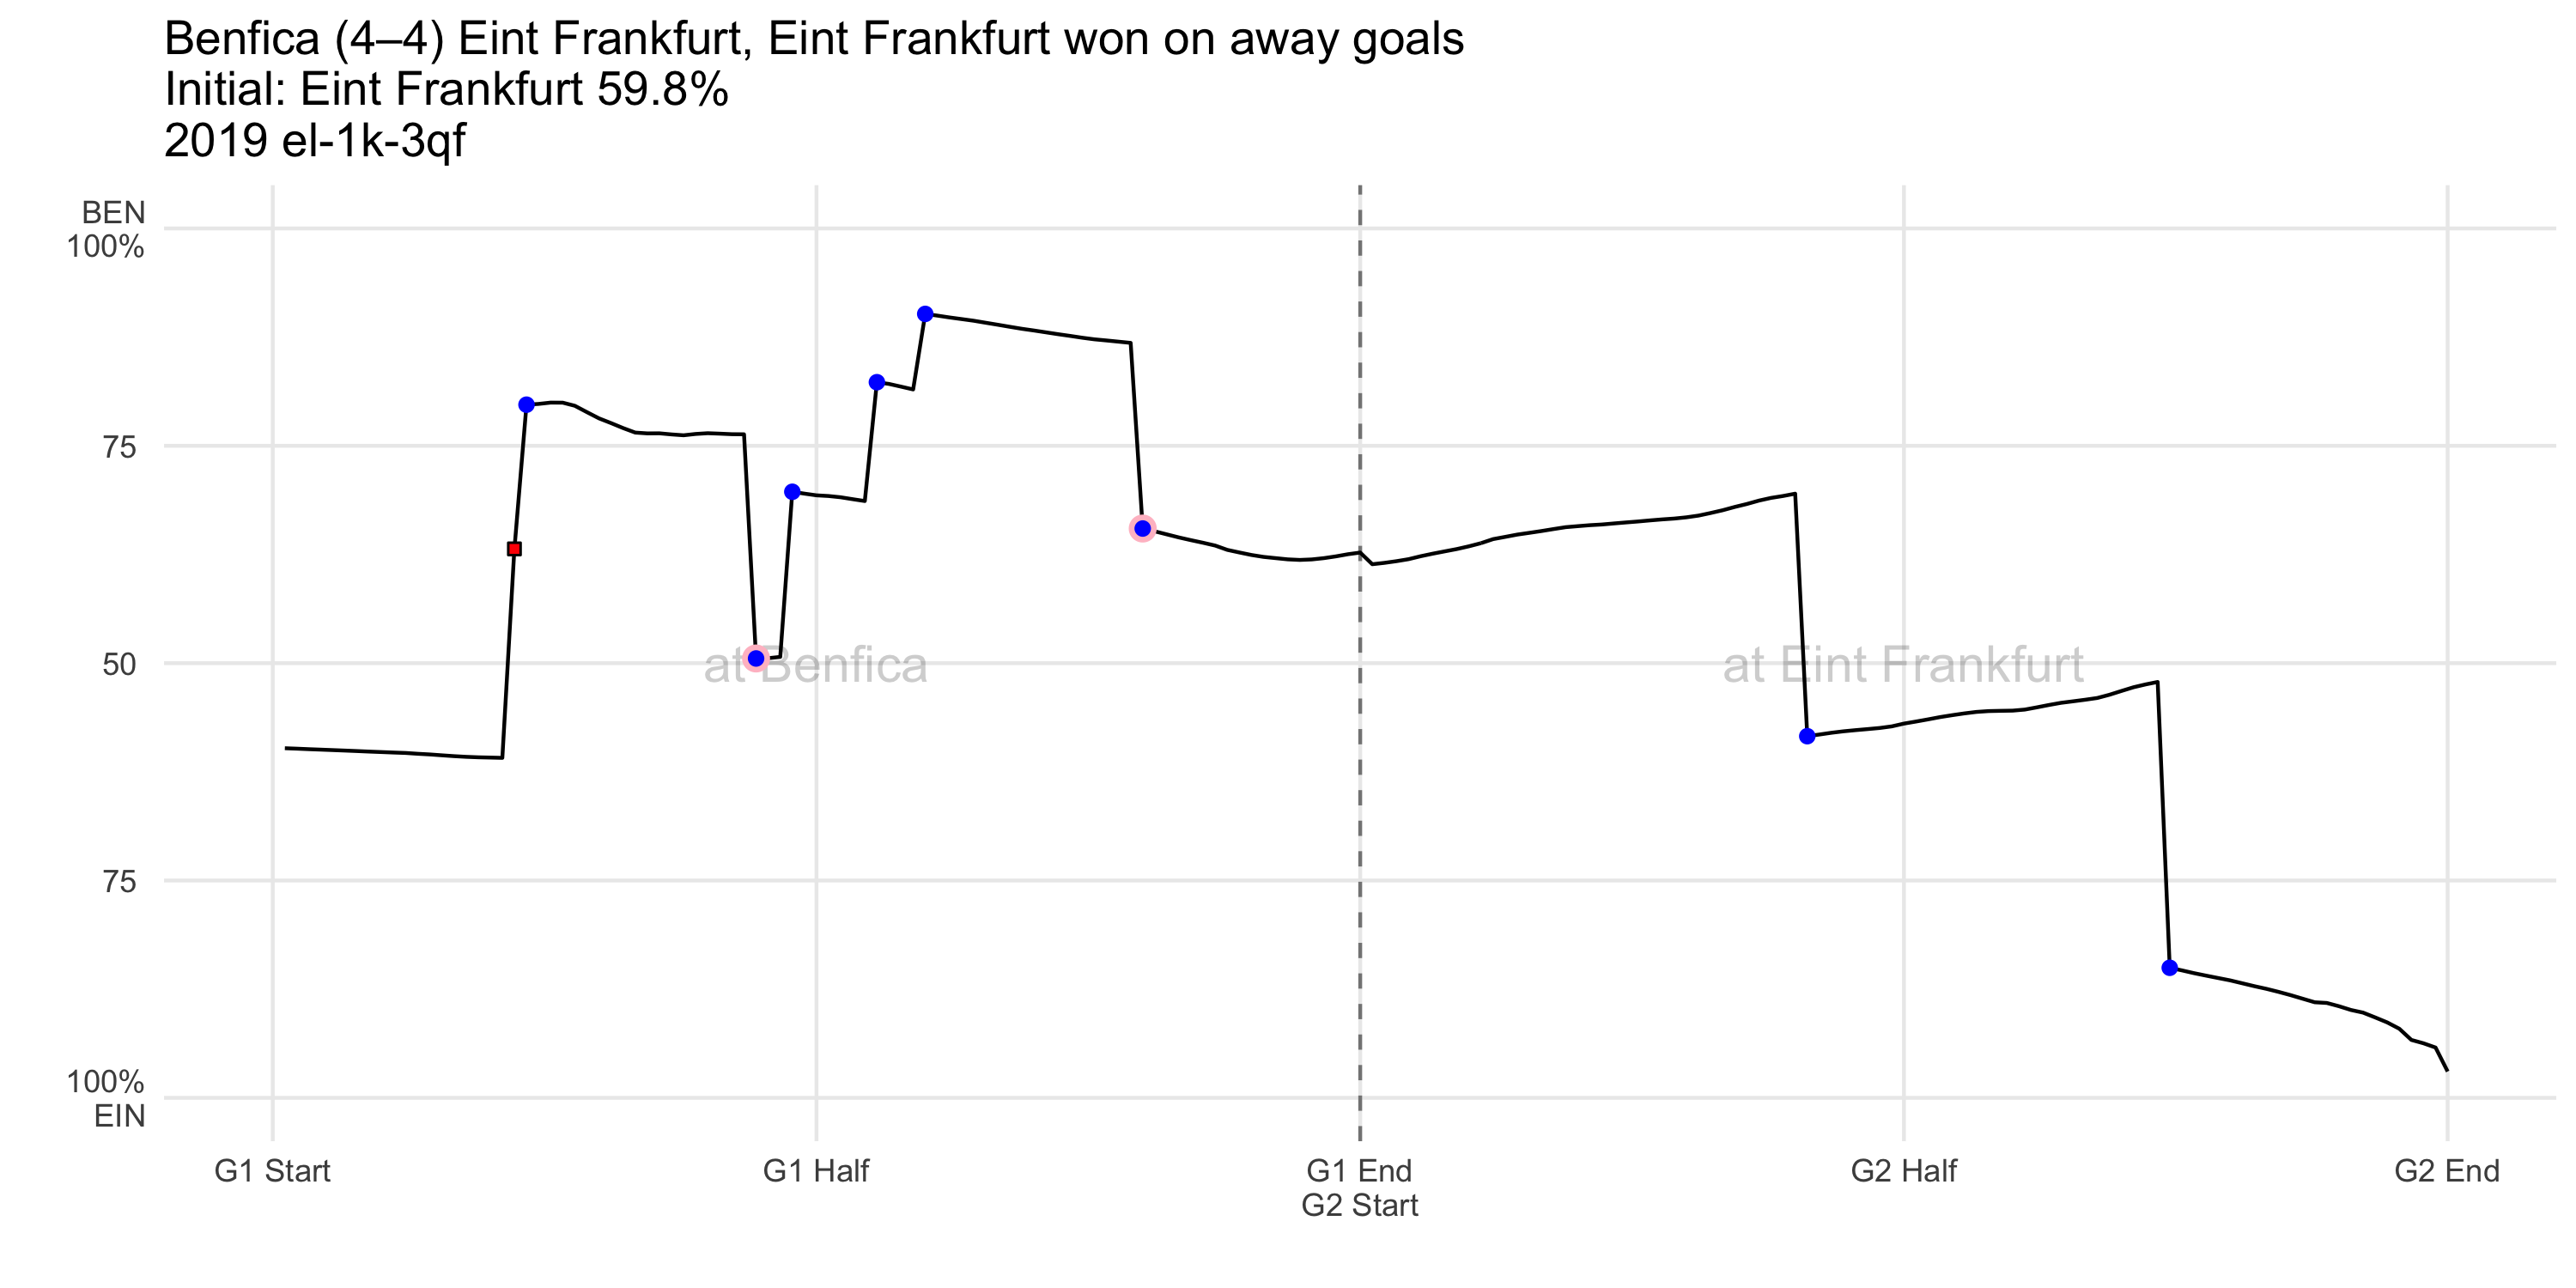 Benfica (4–4) Eint Frankfurt, Eint Frankfurt won on away goals
Initial: Eint Frankfurt 59.8%
2019 el-1k-3qf
BEN
100%
75
50
75
100%
EIN
at Benfica
at Eint Frankfurt
G1 Start
G1 Half
G1 End
G2 Start
G2 Half
G2 End